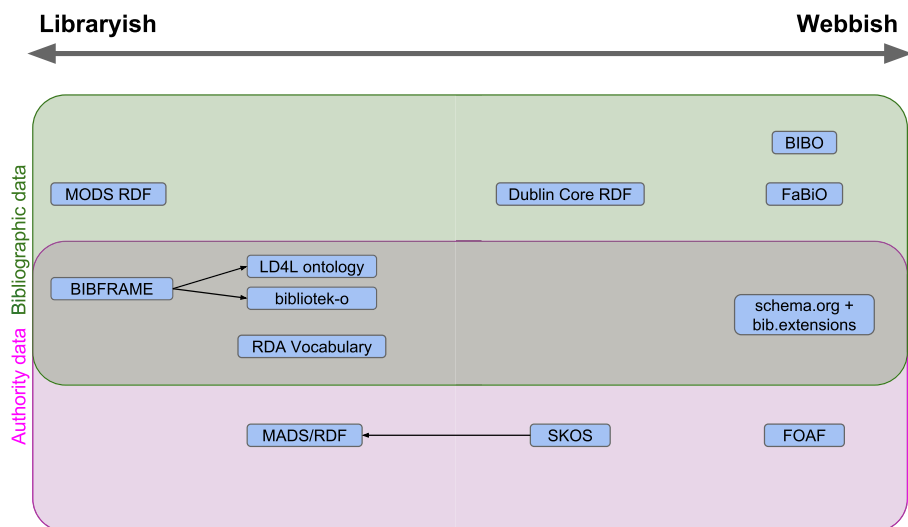 Libraryish
Webbish
Bibliographic data
Authority data
BIBO
MODS RDF
Dublin Core RDF
FaBiO
LD4L ontology
BIBFRAME
bibliotek-o
schema.org +
bib.extensions
RDA Vocabulary
MADS/RDF
SKOS
FOAF